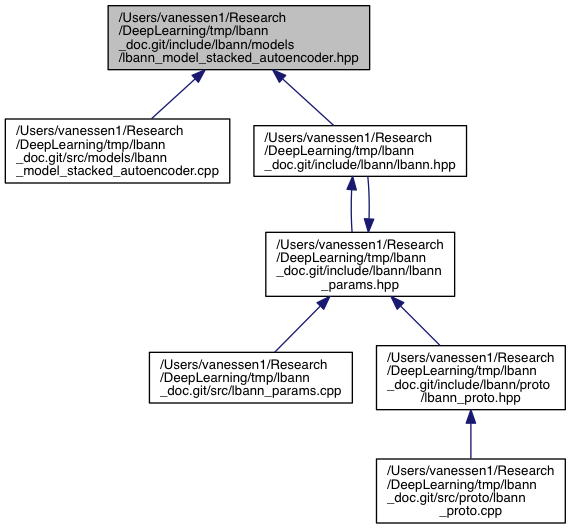 /Users/vanessen1/Research
/DeepLearning/tmp/lbann
_doc.git/include/lbann/models
/lbann_model_stacked_autoencoder.hpp
/Users/vanessen1/Research
/DeepLearning/tmp/lbann
_doc.git/src/models/lbann
_model_stacked_autoencoder.cpp
/Users/vanessen1/Research
/DeepLearning/tmp/lbann
_doc.git/include/lbann/lbann.hpp
/Users/vanessen1/Research
/DeepLearning/tmp/lbann
_doc.git/include/lbann/lbann
_params.hpp
/Users/vanessen1/Research
/DeepLearning/tmp/lbann
_doc.git/src/lbann_params.cpp
/Users/vanessen1/Research
/DeepLearning/tmp/lbann
_doc.git/include/lbann/proto
/lbann_proto.hpp
/Users/vanessen1/Research
/DeepLearning/tmp/lbann
_doc.git/src/proto/lbann
_proto.cpp